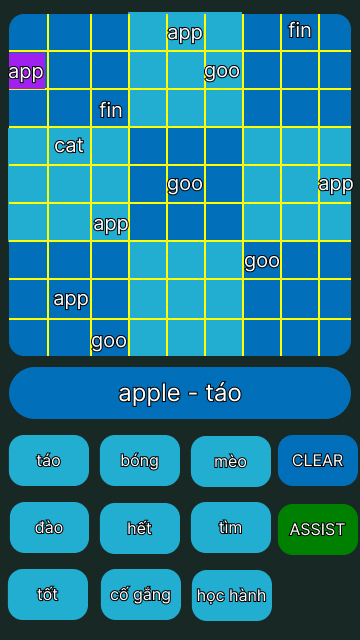 app fin
app goo
fin
cat
goo app
app
goo
app
goo
apple - táo
táo bóng mèo CLEAR
đào hết tìm ASSIST
tốt cố gắng học hành